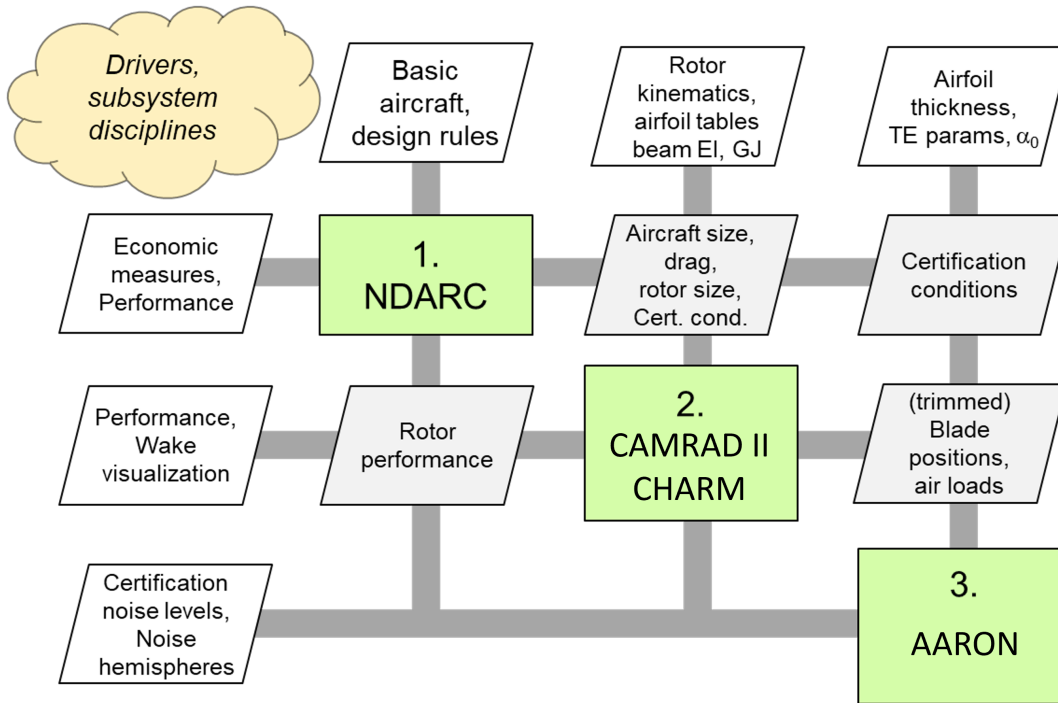 Drivers,
subsystem
disciplines
Basic
aircraft,
design rules
Rotor
kinematics,
airfoil tables
beam EI, GJ
Airfoil
thickness,
TE params, α₀
Economic
measures,
Performance
1.
NDARC
Aircraft size,
drag,
rotor size,
Cert. cond.
Certification
conditions
Performance,
Wake
visualization
Rotor
performance
2.
CAMRAD II
CHARM
(trimmed)
Blade
positions,
air loads
Certification
noise levels,
Noise
hemispheres
3.
AARON